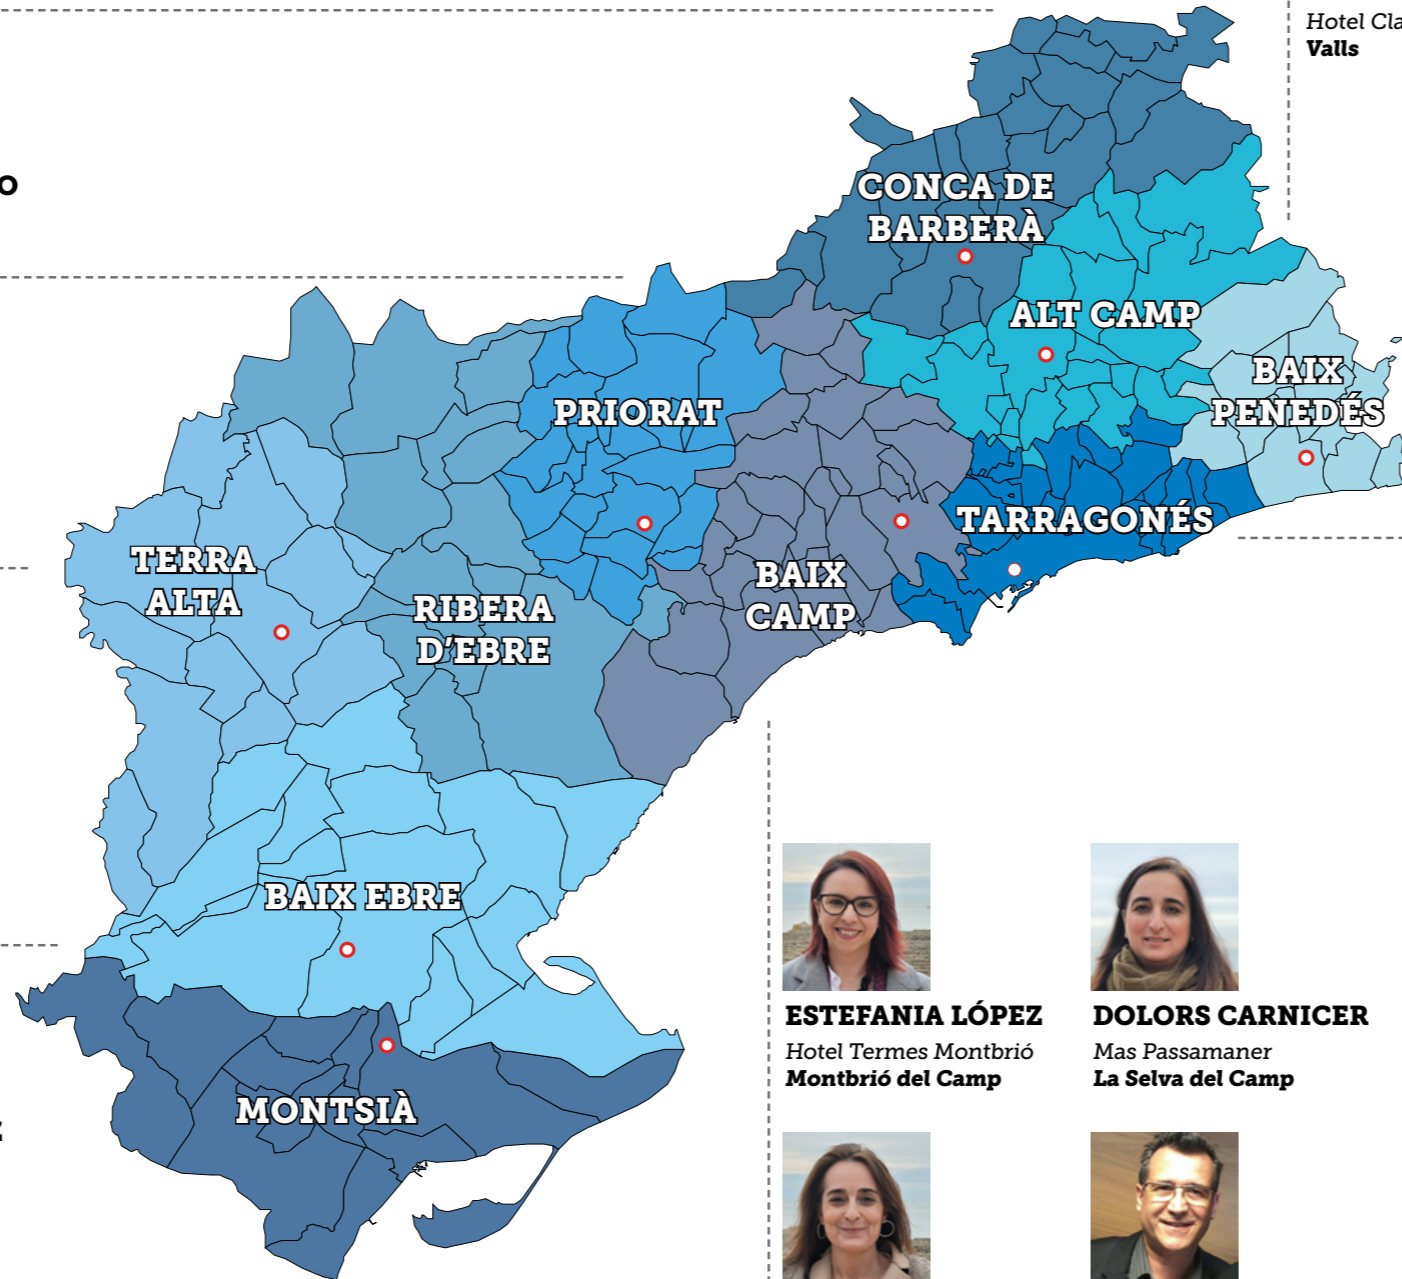 Hotel Cla
Valls
O
CONCA DE
BARBERÀ
ALT CAMP
BAIX
PENEDÉS
PRIORAT
TARRAGONÉS
TERRA
ALTA
BAIX
CAMP
RIBERA
D'EBRE
BAIX EBRE
MONTSIÀ
ESTEFANIA LÓPEZ
Hotel Termes Montbrió
Montbrió del Camp
DOLORS CARNICER
Mas Passamaner
La Selva del Camp
Z